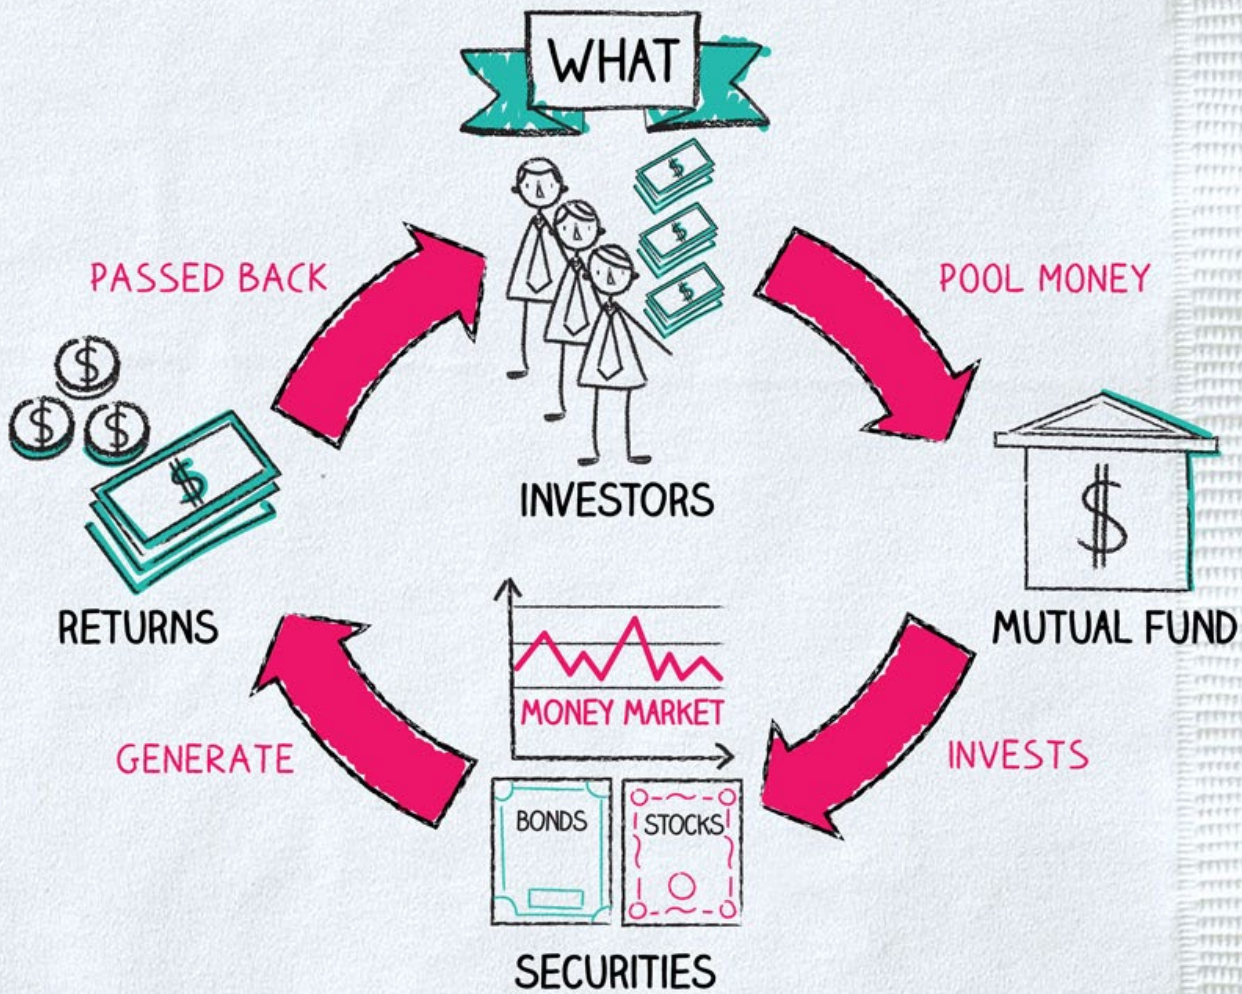 WHAT
PASSED BACK
POOL MONEY
$
$
$
$
$
$
$
$
INVESTORS
RETURNS
MUTUAL FUND
MONEY MARKET
GENERATE
INVESTS
BONDS
STOCKS
SECURITIES